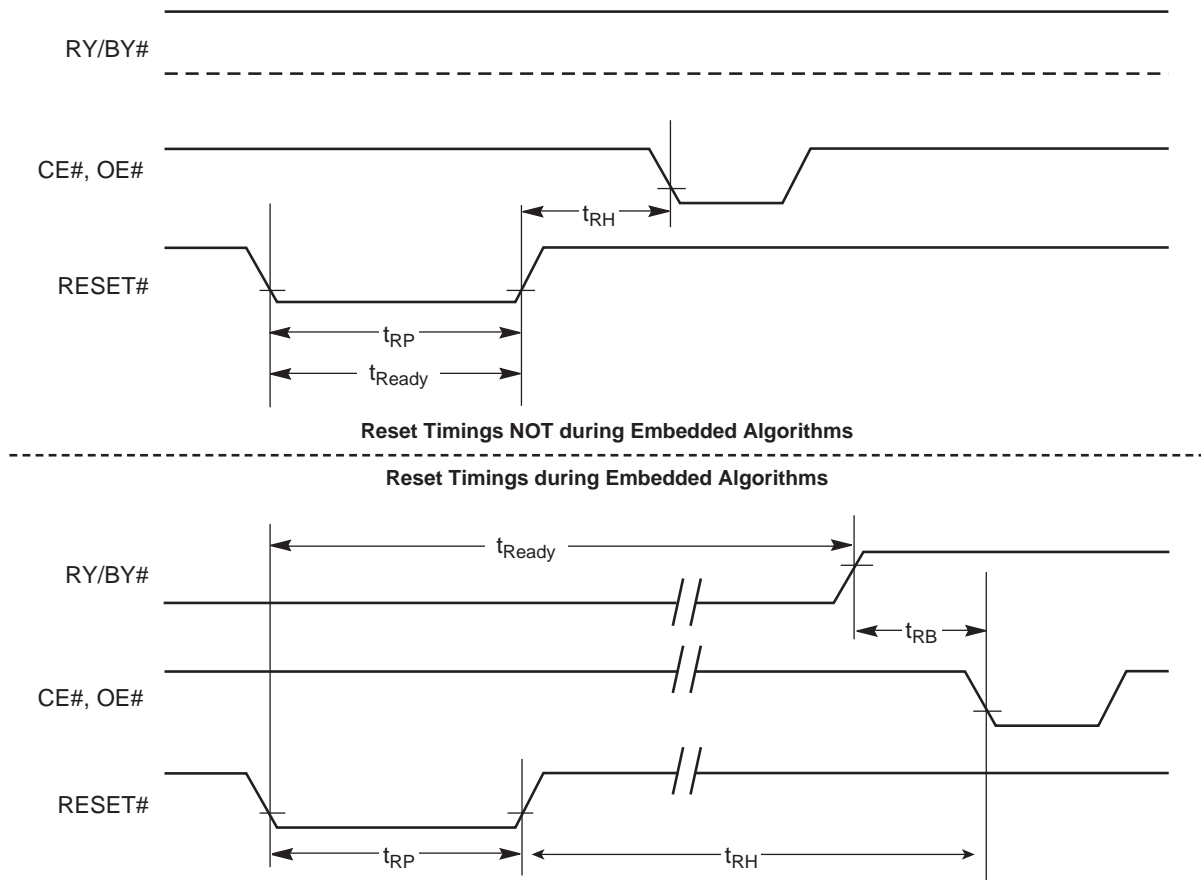 RY/BY#
CE#, OE#
tRH
RESET#
tRP
tReady
Reset Timings NOT during Embedded Algorithms
Reset Timings during Embedded Algorithms
tReady
RY/BY#
tRB
CE#, OE#
RESET#
tRP
tRH